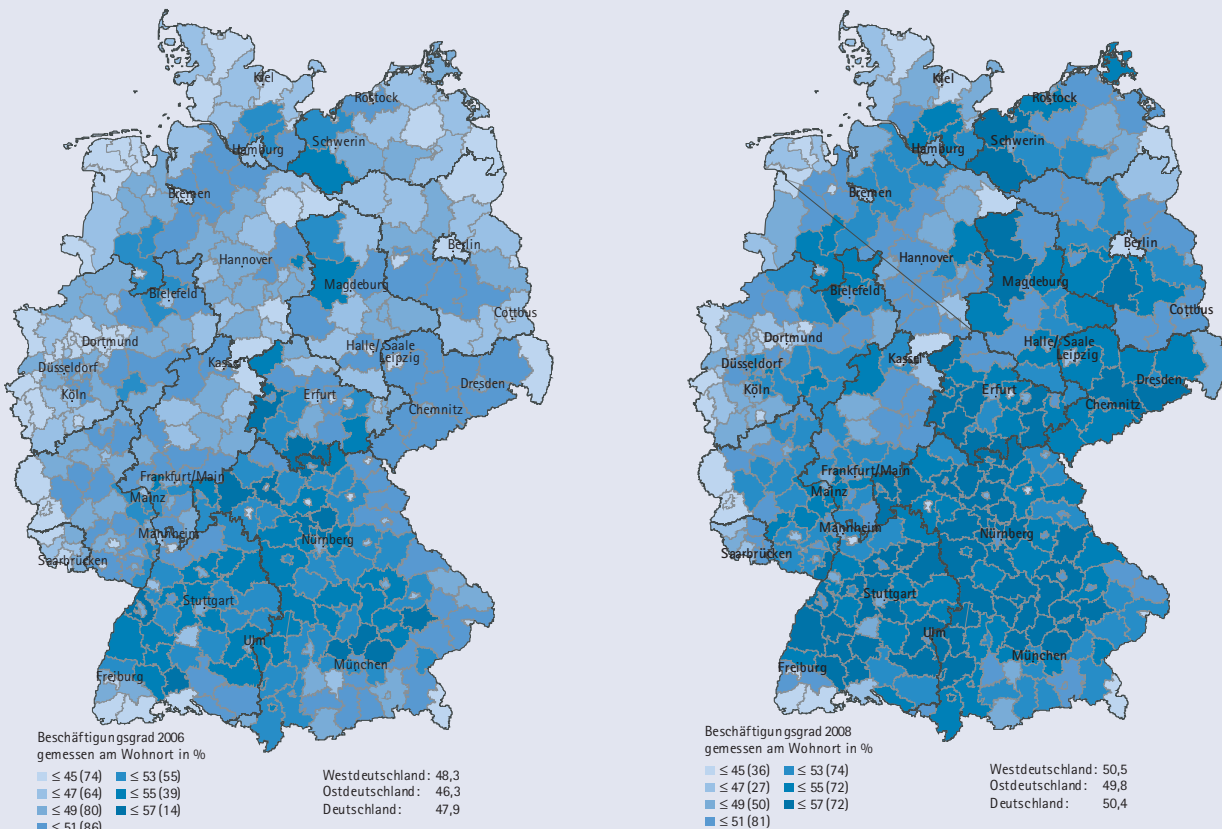 Kiel
Rostock
Hamburg
Schwerin
Bremen
Berlin
Hannover
Magdeburg
Bielefeld
Cottbus
Dortmund
Halle/Saale
Leipzig
Düsseldorf
Kassel
Dresden
Köln
Erfurt
Chemnitz
Frankfurt/Main
Mainz
Mannheim
Nürnberg
Saarbrücken
Stuttgart
Ulm
München
Freiburg
Beschäftigungsgrad 2006
gemessen am Wohnort in %
≤ 45 (74) ≤ 53 (55)
≤ 47 (64) ≤ 55 (39)
≤ 49 (80) ≤ 57 (14)
≤ 51 (86)
Westdeutschland: 48,3
Ostdeutschland: 46,3
Deutschland: 47,9
Kiel
Rostock
Hamburg
Schwerin
Bremen
Berlin
Hannover
Magdeburg
Bielefeld
Cottbus
Dortmund
Halle/Saale
Leipzig
Düsseldorf
Kassel
Dresden
Köln
Erfurt
Chemnitz
Frankfurt/Main
Mainz
Mannheim
Nürnberg
Saarbrücken
Stuttgart
Ulm
München
Freiburg
Beschäftigungsgrad 2008
gemessen am Wohnort in %
≤ 45 (36) ≤ 53 (74)
≤ 47 (27) ≤ 55 (72)
≤ 49 (50) ≤ 57 (72)
≤ 51 (81)
Westdeutschland: 50,5
Ostdeutschland: 49,8
Deutschland: 50,4